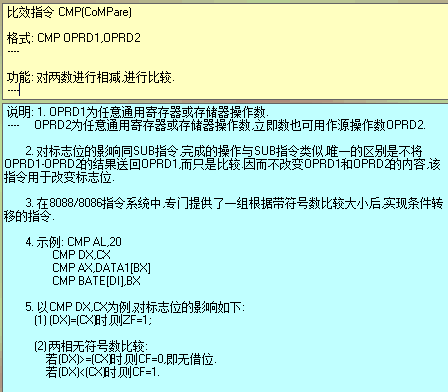 比效指令 CMP(CoMPare)
格式: CMP OPRD1,OPRD2
----
功能: 对两数进行相减,进行比较.
----
说明: 1. OPRD1为任意通用寄存器或存储器操作数.
---- OPRD2为任意通用寄存器或存储器操作数,立即数也可用作源操作数OPRD2.
2. 对标志位的影响同SUB指令,完成的操作与SUB指令类似,唯一的区别是不将
OPRD1-OPRD2的结果送回OPRD1,而只是比较.因而不改变OPRD1和OPRD2的内容,该
指令用于改变标志位.
3. 在8088/8086指令系统中,专门提供了一组根据带符号数比较大小后,实现条件转
移的指令.
4. 示例: CMP AL,20
CMP DX,CX
CMP AX,DATA1[BX]
CMP BATE[DI],BX
5. 以CMP DX,CX为例,对标志位的影响如下:
(1) (DX)=(CX)时,则ZF=1;
(2) 两相无符号数比较:
若(DX)>=(CX)时,则CF=0,即无借位.
若(DX)<(CX)时,则CF=1.